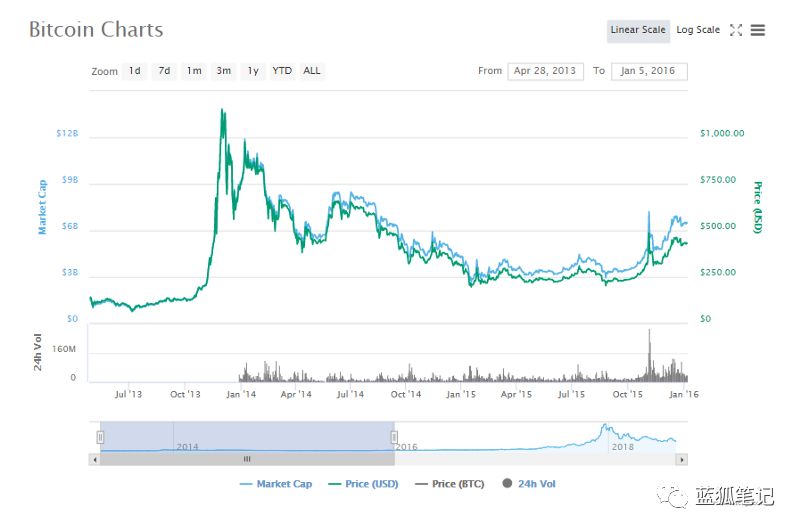 Bitcoin Charts
Linear Scale Log Scale
Zoom 1d 7d 1m 3m 1y YTD ALL From Apr 28, 2013 To Jan 5, 2016
$12B $1,000.00
$9B $750.00
Market Cap Price (USD)
$6B $500.00
$3B $250.00
$0 $0
24h Vol
160M
0
Jul '13 Oct '13 Jan '14 Apr '14 Jul '14 Oct '14 Jan '15 Apr '15 Jul '15 Oct '15 Jan '16
2014 2016 2018
Market Cap Price (USD) Price (BTC) 24h Vol
蓝狐笔记